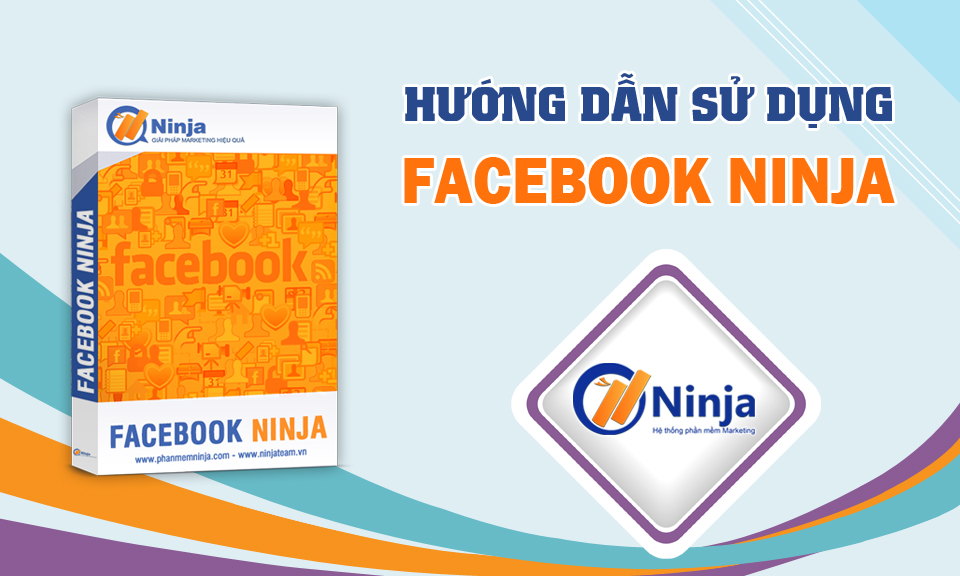 HƯỚNG DẪN SỬ DỤNG
FACEBOOK NINJA
Ninja
GIẢI PHÁP MARKETING HIỆU QUẢ
facebook
FACEBOOK NINJA
FACEBOOK NINJA
www.phanmemninja.com - www.ninjateam.vn
Ninja
Hệ thống phần mềm Marketing